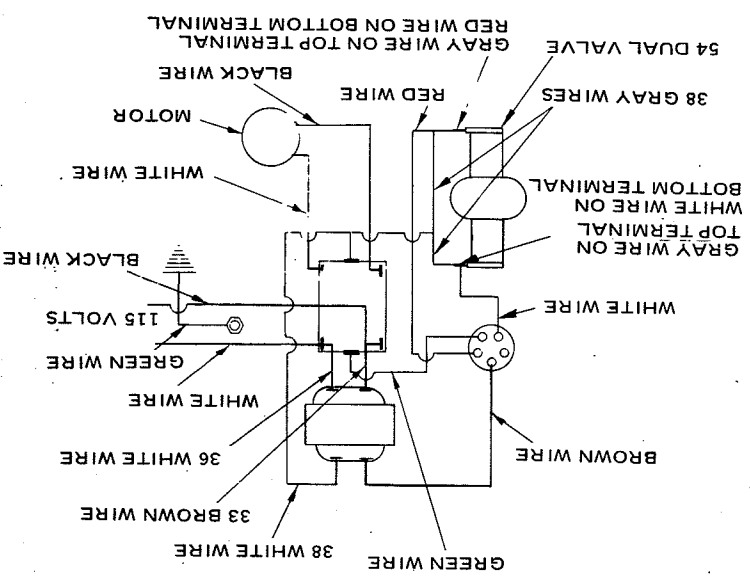 GREEN WIRE
38 WHITE WIRE
33 BROWN WIRE
BROWN WIRE
36 WHITE WIRE
WHITE WIRE
GREEN WIRE
115 VOLTS
WHITE WIRE
BLACK WIRE
GRAY WIRE ON
TOP TERMINAL
WHITE WIRE ON
BOTTOM TERMINAL
WHITE WIRE
MOTOR
38 GRAY WIRES
RED WIRE
BLACK WIRE
54 DUAL VALVE
GRAY WIRE ON TOP TERMINAL
RED WIRE ON BOTTOM TERMINAL